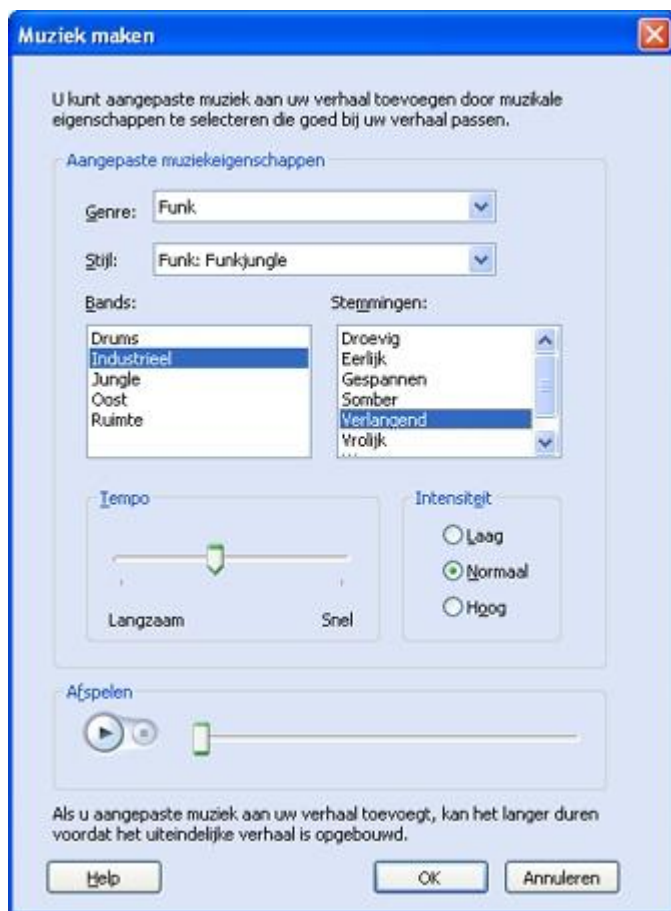 Muziek maken
U kunt aangepaste muziek aan uw verhaal toevoegen door muzikale
eigenschappen te selecteren die goed bij uw verhaal passen.
Aangepaste muziekeigenschappen
Genre: Funk
Stijl: Funk: Funkjungle
Bands:
Drums
Industrieel
Jungle
Oost
Ruimte
Stemmingen:
Droevig
Eerlijk
Gespannen
Somber
Verlangend
Vrolijk
Tempo
Langzaam Snel
Intensiteit
Laag
Normaal
Hoog
Afspelen
Als u aangepaste muziek aan uw verhaal toevoegt, kan het langer duren
voordat het uiteindelijke verhaal is opgebouwd.
Help OK Annuleren